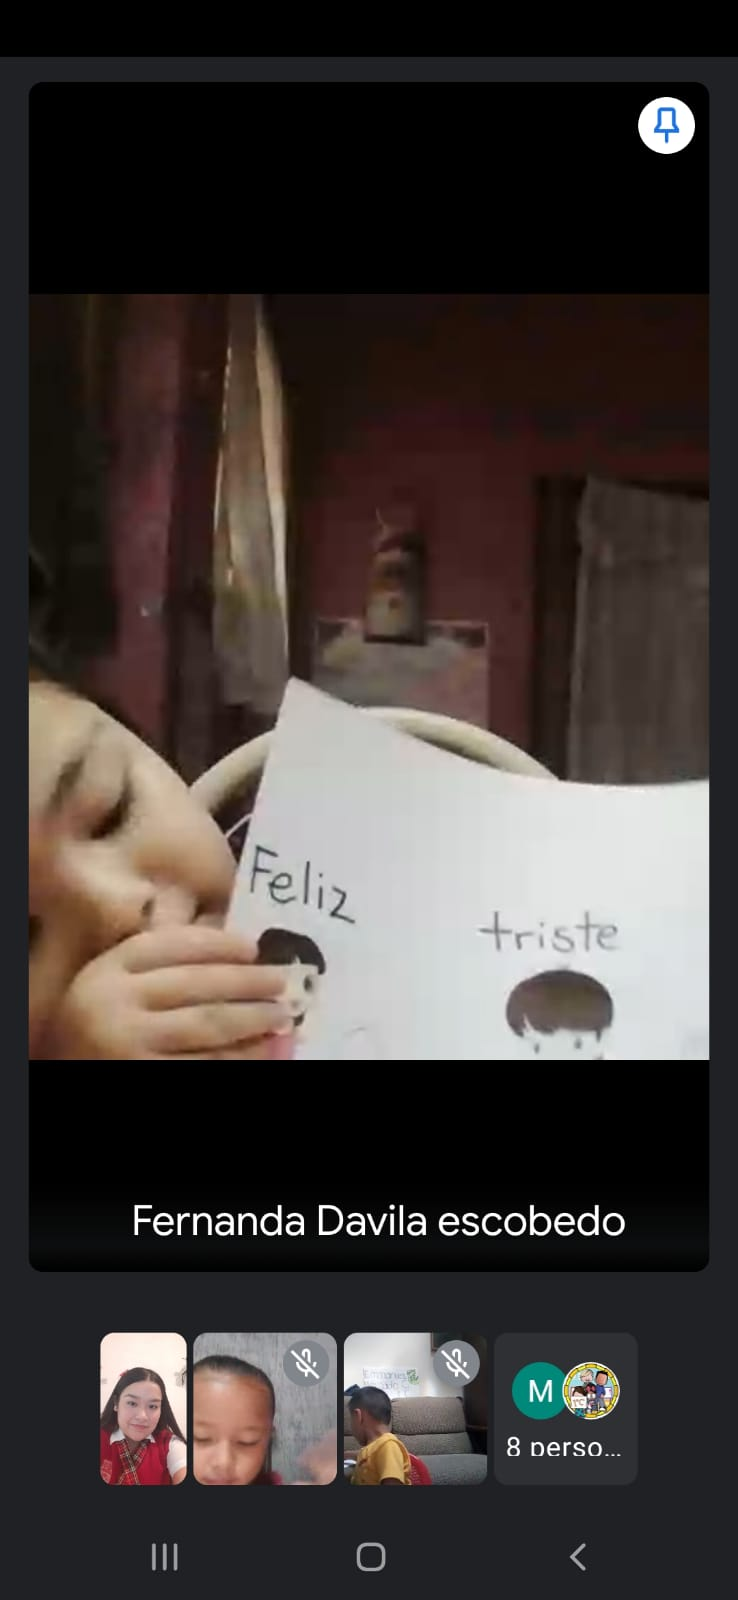 Feliz
triste
Fernanda Davila escobedo
M
8 perso...